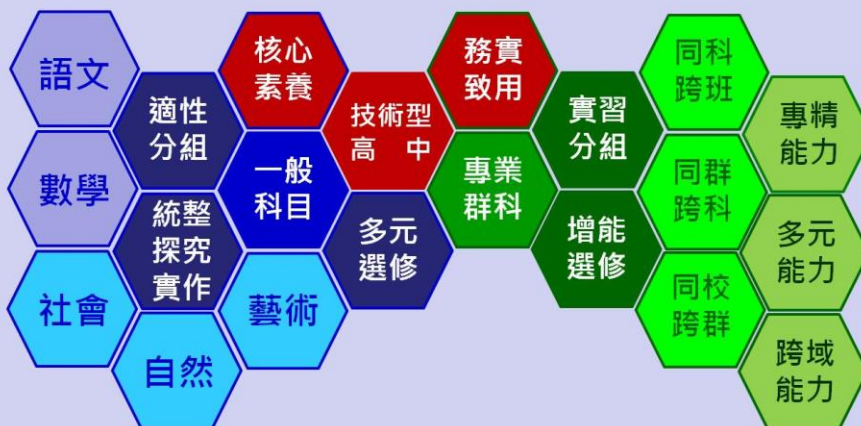 語文
數學
社會
適性
分組
統整
探究
實作
自然
核心
素養
一般
科目
藝術
技術型
高 中
多元
選修
務實
致用
專業
群科
實習
分組
增能
選修
同科
跨班
同群
跨科
同校
跨群
專精
能力
多元
能力
跨域
能力